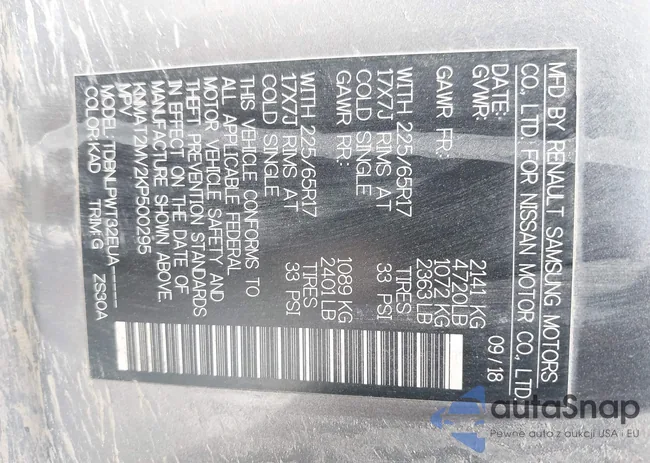 MFD BY RENAULT SAMSUNG MOTORS
CO., LTD. FOR NISSAN MOTOR CO., LTD.
DATE: 09/18
GVWR: 2141 KG
4720LB
GAWR FR: 1072 KG
2363 LB
WITH 225/65R17 TIRES
17X7J RIMS AT 33 PSI
COLD SINGLE
GAWR RR: 1089 KG
2401 LB
WITH 225/65R17 TIRES
17X7J RIMS AT 33 PSI
COLD SINGLE
THIS VEHICLE CONFORMS TO
ALL APPLICABLE FEDERAL
MOTOR VEHICLE SAFETY AND
THEFT PREVENTION STANDARDS
IN EFFECT ON THE DATE OF
MANUFACTURE SHOWN ABOVE.
KNMAT2MV2KP500295
MPV
MODEL: TDBNLPWT32EUA-----
COLOR:KAD TRIM:G ZS30A
autoSnap
Pewne auto z aukcji USA i EU